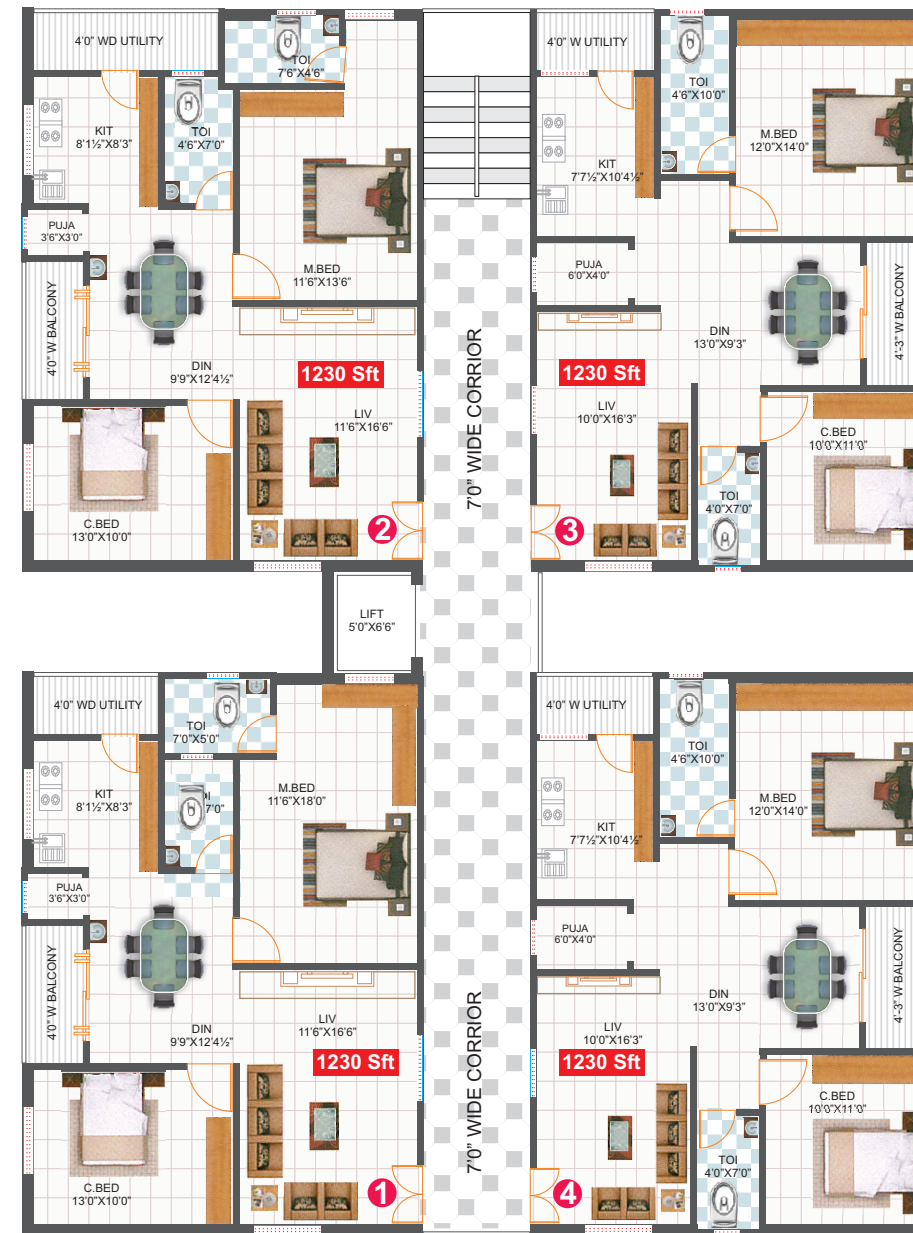 4'0" WD UTILITY
TOI
7'6"X4'6"
KIT
8'1½"X8'3"
TOI
4'6"X7'0"
PUJA
3'6"X3'0"
M.BED
11'6"X13'6"
4'0" W BALCONY
DIN
9'9"X12'4½"
1230 Sft
LIV
11'6"X16'6"
C.BED
13'0"X10'0"
2
7'0" WIDE CORRIOR
4'0" W UTILITY
TOI
4'6"X10'0"
M.BED
12'0"X14'0"
KIT
7'7½"X10'4½"
PUJA
6'0"X4'0"
DIN
13'0"X9'3"
4'-3" W BALCONY
1230 Sft
LIV
10'0"X16'3"
C.BED
10'0"X11'0"
TOI
4'0"X7'0"
3
LIFT
5'0"X6'6"
4'0" WD UTILITY
TOI
7'0"X5'0"
KIT
8'1½"X8'3"
7'0"
M.BED
11'6"X18'0"
PUJA
3'6"X3'0"
4'0" W BALCONY
DIN
9'9"X12'4½"
LIV
11'6"X16'6"
1230 Sft
C.BED
13'0"X10'0"
1
7'0" WIDE CORRIOR
4'0" W UTILITY
TOI
4'6"X10'0"
M.BED
12'0"X14'0"
KIT
7'7½"X10'4½"
PUJA
6'0"X4'0"
DIN
13'0"X9'3"
4'-3" W BALCONY
LIV
10'0"X16'3"
1230 Sft
C.BED
10'0"X11'0"
TOI
4'0"X7'0"
4